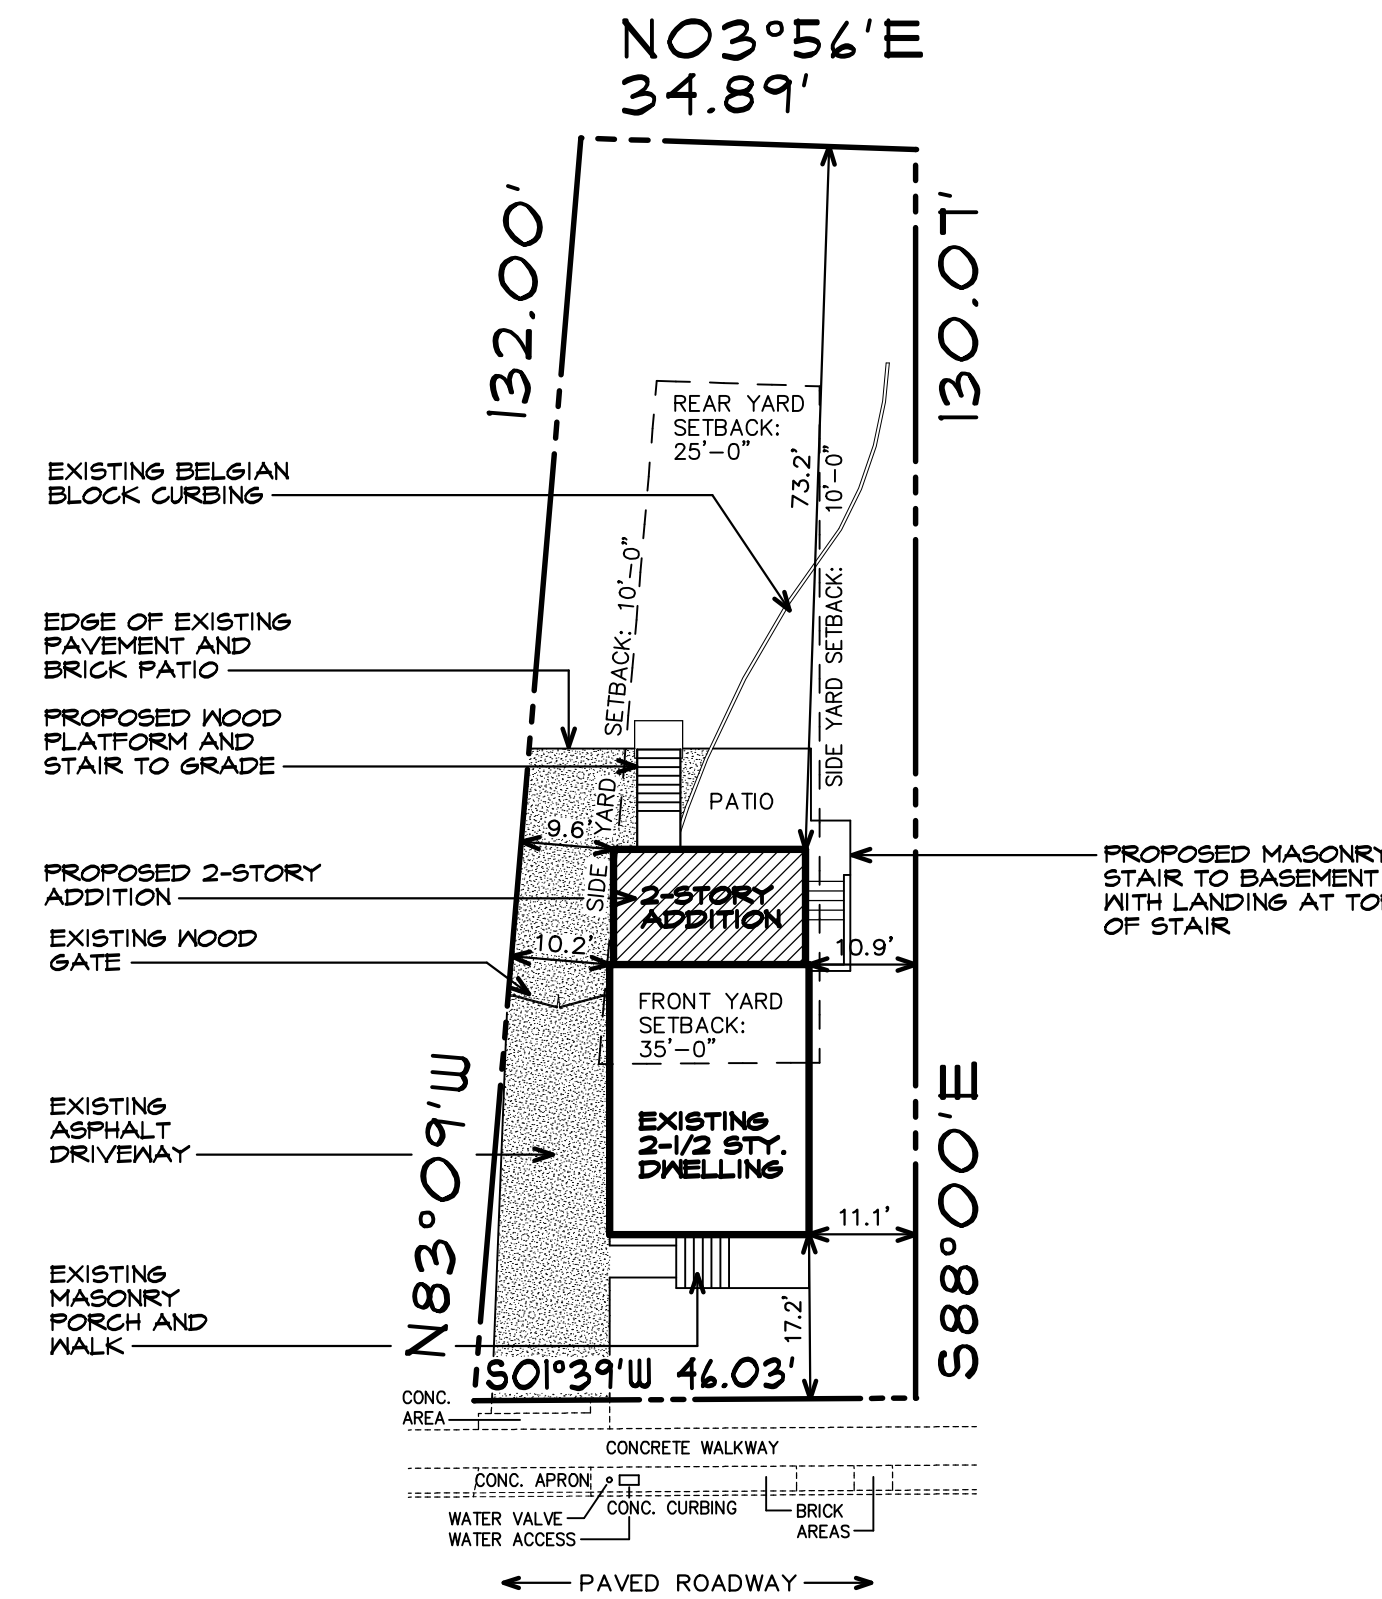 N03°56'E
34.89'
132.00'
130.07'
REAR YARD
SETBACK:
25'-0"
73.2'
10'-0"
EXISTING BELGIAN
BLOCK CURBING
SIDE YARD SETBACK: 10'-0"
SIDE YARD SETBACK:
EDGE OF EXISTING
PAVEMENT AND
BRICK PATIO
PROPOSED WOOD
PLATFORM AND
STAIR TO GRADE
PATIO
9.6'
PROPOSED MASONRY
STAIR TO BASEMENT
WITH LANDING AT TO
OF STAIR
PROPOSED 2-STORY
ADDITION
2-STORY
ADDITION
EXISTING WOOD
GATE
10.2'
10.9'
FRONT YARD
SETBACK:
35'-0"
N83°09'W
S88°00'E
EXISTING
ASPHALT
DRIVEWAY
EXISTING
2-1/2 STY.
DWELLING
11.1'
EXISTING
MASONRY
PORCH AND
WALK
17.2'
S01°39'W 46.03'
CONC.
AREA
CONCRETE WALKWAY
CONC. APRON
WATER VALVE
WATER ACCESS
CONC. CURBING
BRICK
AREAS
PAVED ROADWAY